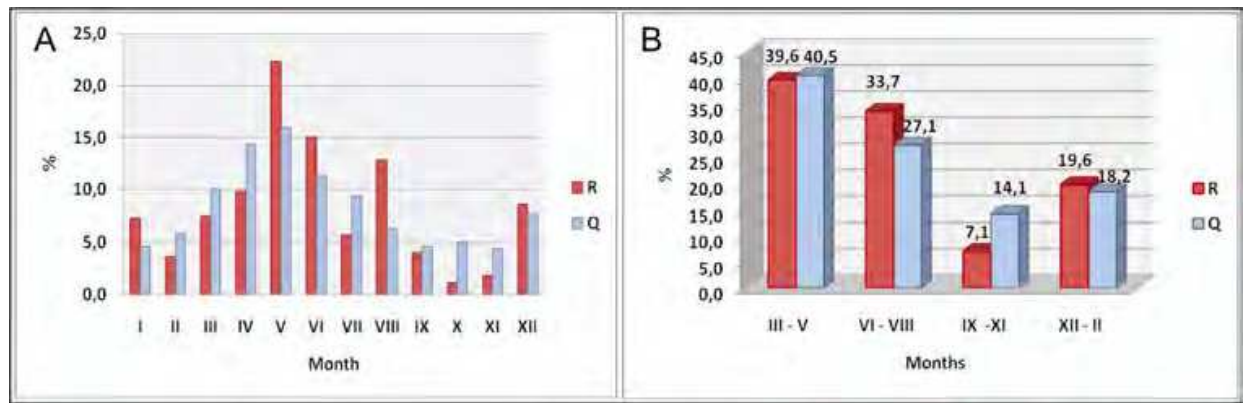 A
25,0
20,0
15,0
10,0
5,0
0,0
%
I II III IV V VI VII VIII IX X XI XII
Month
R
Q
B
45,0
40,0
35,0
30,0
25,0
20,0
15,0
10,0
5,0
0,0
%
39,6 40,5
33,7
27,1
7,1
14,1
19,6
18,2
III - V VI - VIII IX -XI XII - II
Months
R
Q